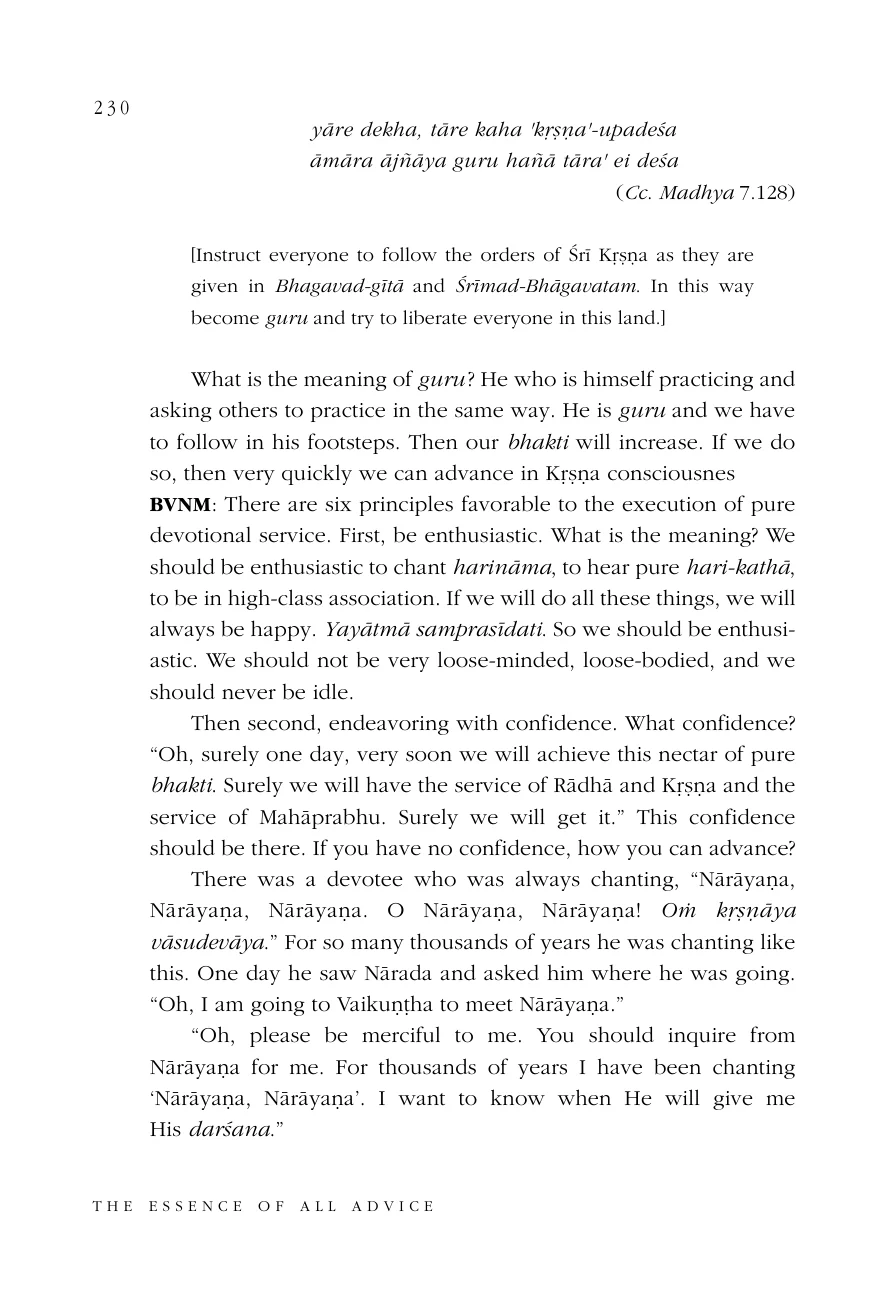 230
yāre dekha, tāre kaha 'kṛṣṇa'-upadeśa
āmāra ājñāya guru hañā tāra' ei deśa
(Cc. Madhya 7.128)
[Instruct everyone to follow the orders of Śrī Kṛṣṇa as they are
given in Bhagavad-gītā and Śrīmad-Bhāgavatam. In this way
become guru and try to liberate everyone in this land.]
What is the meaning of guru? He who is himself practicing and
asking others to practice in the same way. He is guru and we have
to follow in his footsteps. Then our bhakti will increase. If we do
so, then very quickly we can advance in Kṛṣṇa consciousnes
BVNM: There are six principles favorable to the execution of pure
devotional service. First, be enthusiastic. What is the meaning? We
should be enthusiastic to chant harināma, to hear pure hari-kathā,
to be in high-class association. If we will do all these things, we will
always be happy. Yayātmā samprasīdati. So we should be enthusi-
astic. We should not be very loose-minded, loose-bodied, and we
should never be idle.
Then second, endeavoring with confidence. What confidence?
“Oh, surely one day, very soon we will achieve this nectar of pure
bhakti. Surely we will have the service of Rādhā and Kṛṣṇa and the
service of Mahāprabhu. Surely we will get it.” This confidence
should be there. If you have no confidence, how you can advance?
There was a devotee who was always chanting, “Nārāyaṇa,
Nārāyaṇa, Nārāyaṇa. O Nārāyaṇa, Nārāyaṇa! Oṁ kṛṣṇāya
vāsudevāya.” For so many thousands of years he was chanting like
this. One day he saw Nārada and asked him where he was going.
“Oh, I am going to Vaikuṇṭha to meet Nārāyaṇa.”
“Oh, please be merciful to me. You should inquire from
Nārāyaṇa for me. For thousands of years I have been chanting
‘Nārāyaṇa, Nārāyaṇa’. I want to know when He will give me
His darśana.”
THE ESSENCE OF ALL ADVICE